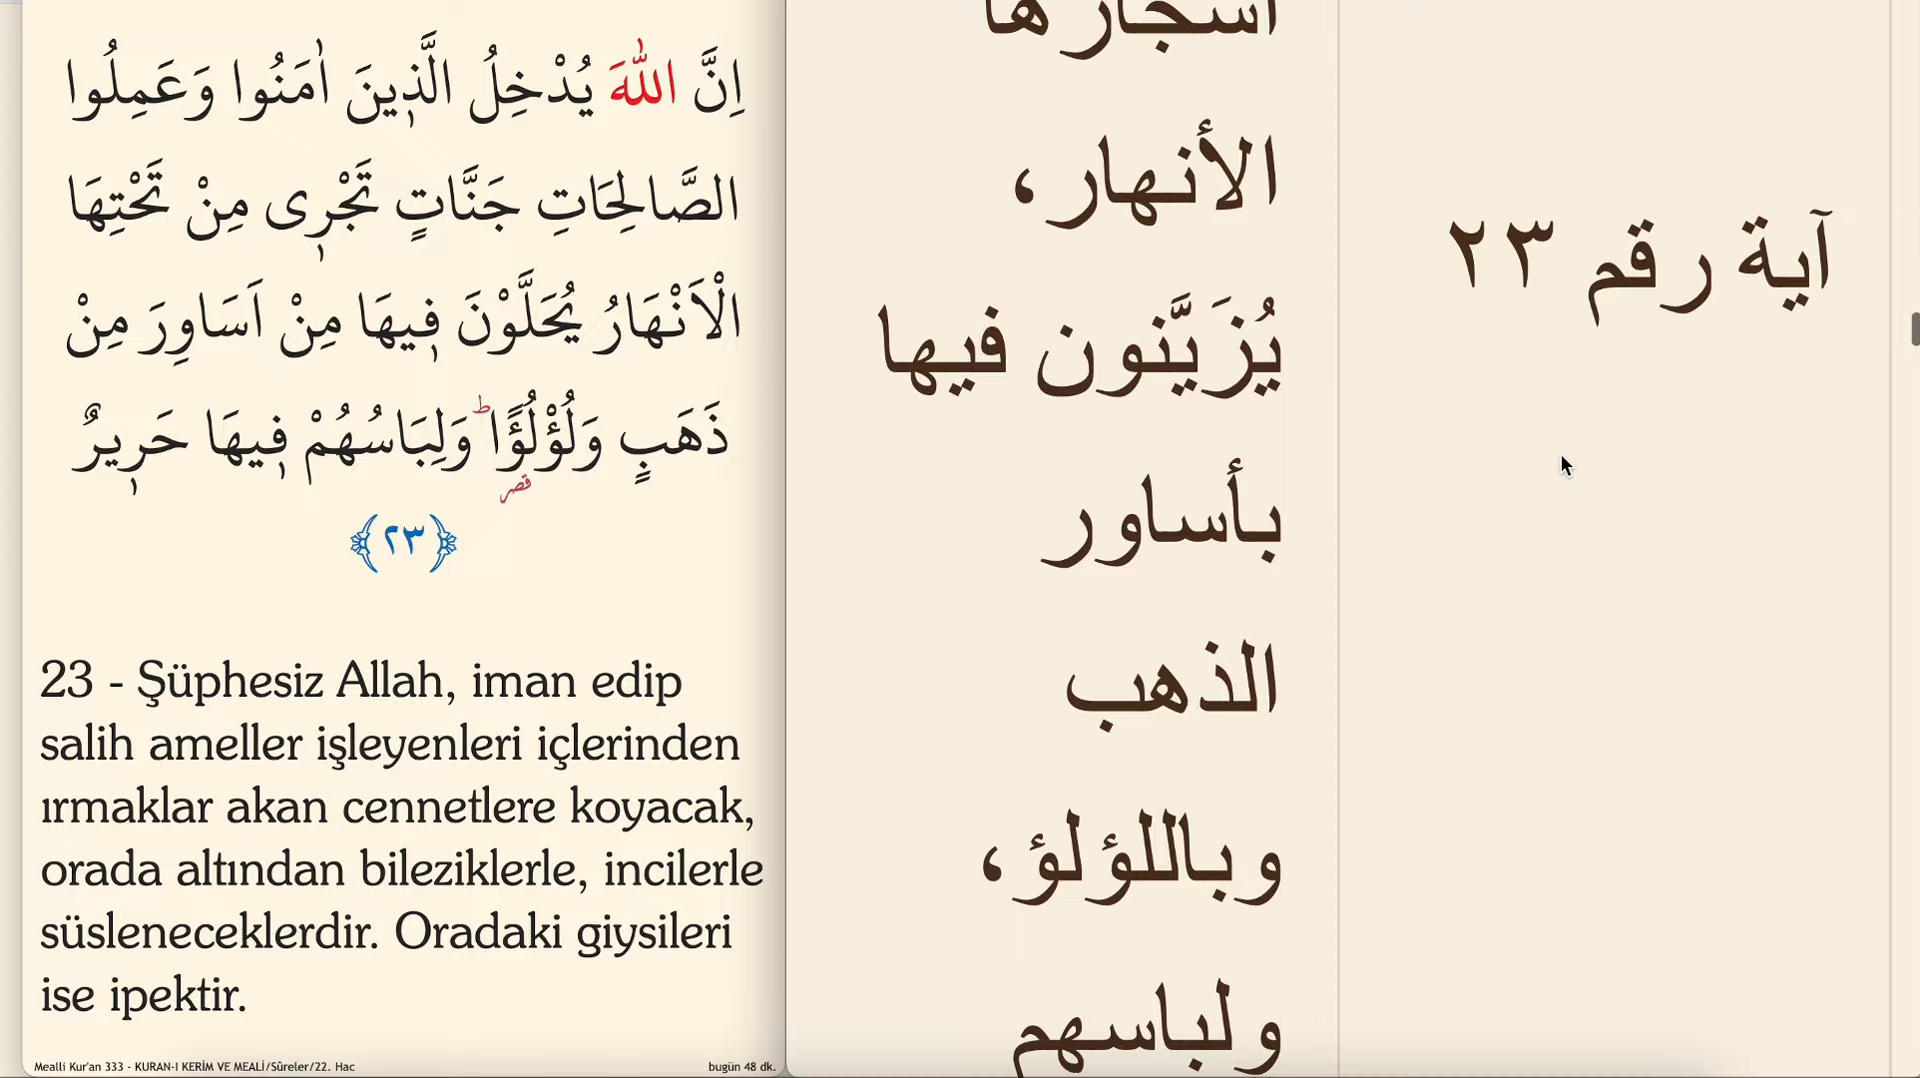 اِنَّ اللّٰهَ يُدْخِلُ الَّذ۪ينَ اٰمَنُوا وَعَمِلُوا
الصَّالِحَاتِ جَنَّاتٍ تَجْر۪ى مِنْ تَحْتِهَا
الْاَنْهَارُ يُحَلَّوْنَ ف۪يهَا مِنْ اَسَاوِرَ مِنْ
ذَهَبٍ وَلُؤْلُؤًاۜ وَلِبَاسُهُمْ ف۪يهَا حَر۪يرٌ
قصر
﴿٢٣﴾
23 - Şüphesiz Allah, iman edip
salih ameller işleyenleri içlerinden
ırmaklar akan cennetlere koyacak,
orada altından bileziklerle, incilerle
süsleneceklerdir. Oradaki giysileri
ise ipektir.
Mealli Kur'an 333 - KURAN-I KERİM VE MEALİ/Sûreler/22. Hac
bugün 48 dk.
أشجارها
الأنهار،
يُزَيَّنون فيها
بأساور
الذهب
وباللؤلؤ،
ولباسهم
آية رقم ٢٣